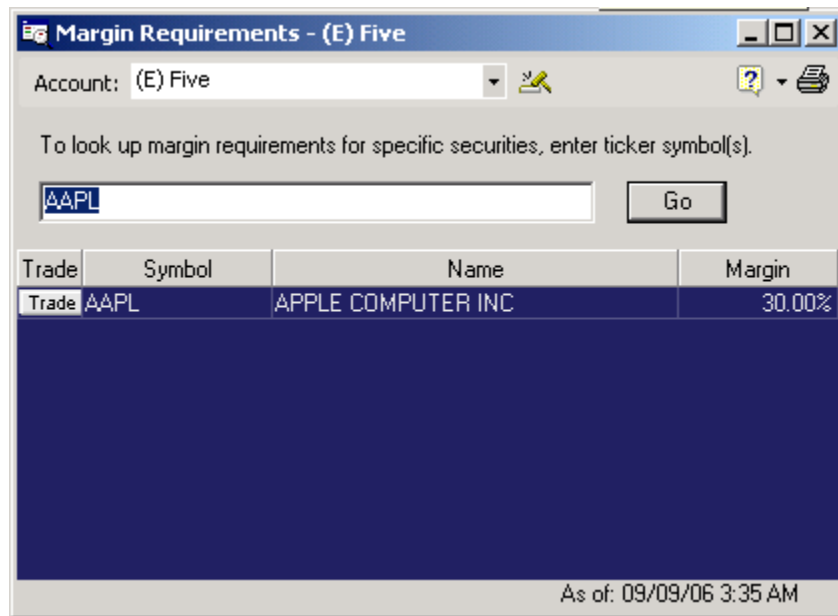 Margin Requirements - (E) Five
Account: (E) Five
To look up margin requirements for specific securities, enter ticker symbol(s).
AAPL Go
Trade Symbol Name Margin
Trade AAPL APPLE COMPUTER INC 30.00%
As of: 09/09/06 3:35 AM